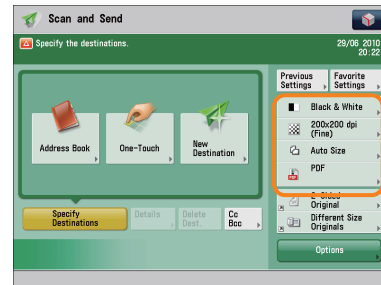 Scan and Send
Specify the destinations.
29/06 2010
20:22
Previous
Settings
Favorite
Settings
Address Book
One-Touch
New
Destination
Black & White
200x200 dpi
(Fine)
Auto Size
PDF
2-Sided
Original
Different Size
Originals
Specify
Destinations
Details
Delete
Dest.
Cc
Bcc
Options